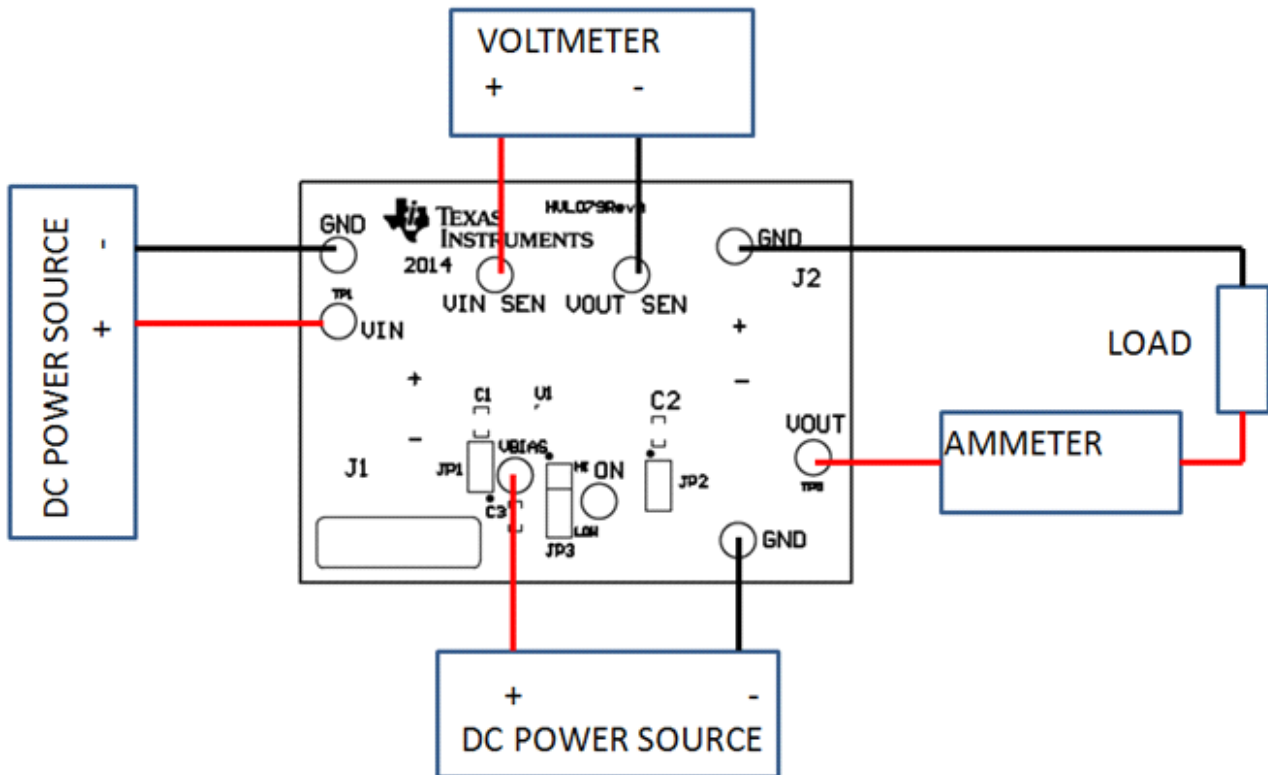 VOLTMETER
+ -
DC POWER SOURCE
- +
GND
TEXAS
INSTRUMENTS
2014
HVL079Rev
GND
J2
TP1
VIN
VIN SEN
VOUT SEN
+
-
LOAD
+
-
C1
U1
C2
VOUT
AMMETER
J1
JP1
VBIAS
HI
ON
JP2
C3
LOW
JP3
GND
+ -
DC POWER SOURCE